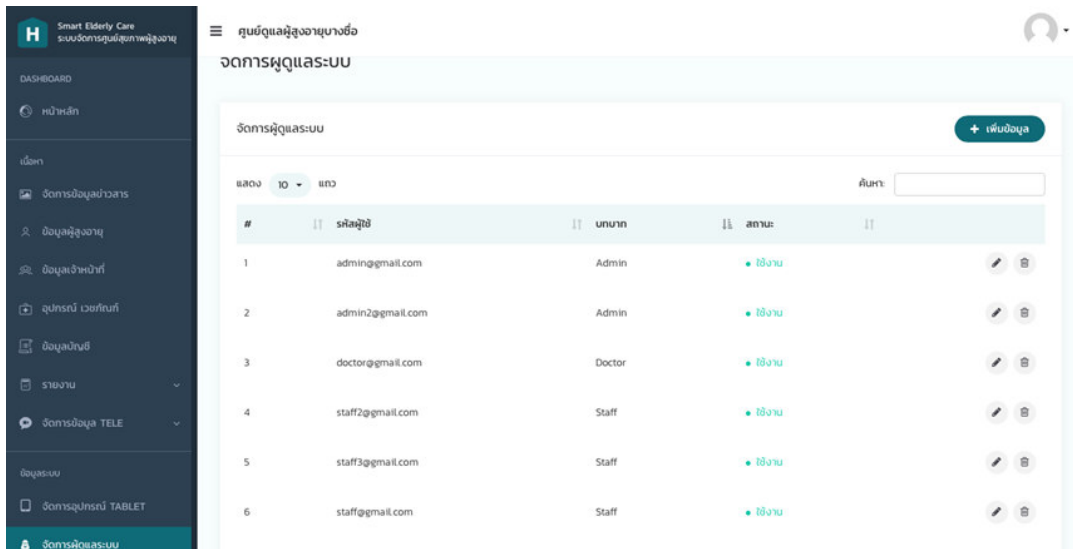 H
Smart Elderly Care
ระบบจัดการศูนย์สุขภาพผู้สูงอายุ
DASHBOARD
หน้าหลัก
เนื้อหา
จัดการข้อมูลข่าวสาร
ข้อมูลผู้สูงอายุ
ข้อมูลเจ้าหน้าที่
อุปกรณ์ เวชภัณฑ์
ข้อมูลบัญชี
รายงาน
จัดการข้อมูล TELE
ข้อมูลระบบ
จัดการอุปกรณ์ TABLET
จัดการผู้ดูแลระบบ
ศูนย์ดูแลผู้สูงอายุบางซื่อ
จัดการผู้ดูแลระบบ
จัดการผู้ดูแลระบบ
+ เพิ่มข้อมูล
แสดง 10 แถว
ค้นหา:
# รหัสผู้ใช้ บทบาท สถานะ
1 admin@gmail.com Admin ใช้งาน
2 admin2@gmail.com Admin ใช้งาน
3 doctor@gmail.com Doctor ใช้งาน
4 staff2@gmail.com Staff ใช้งาน
5 staff3@gmail.com Staff ใช้งาน
6 staff@gmail.com Staff ใช้งาน